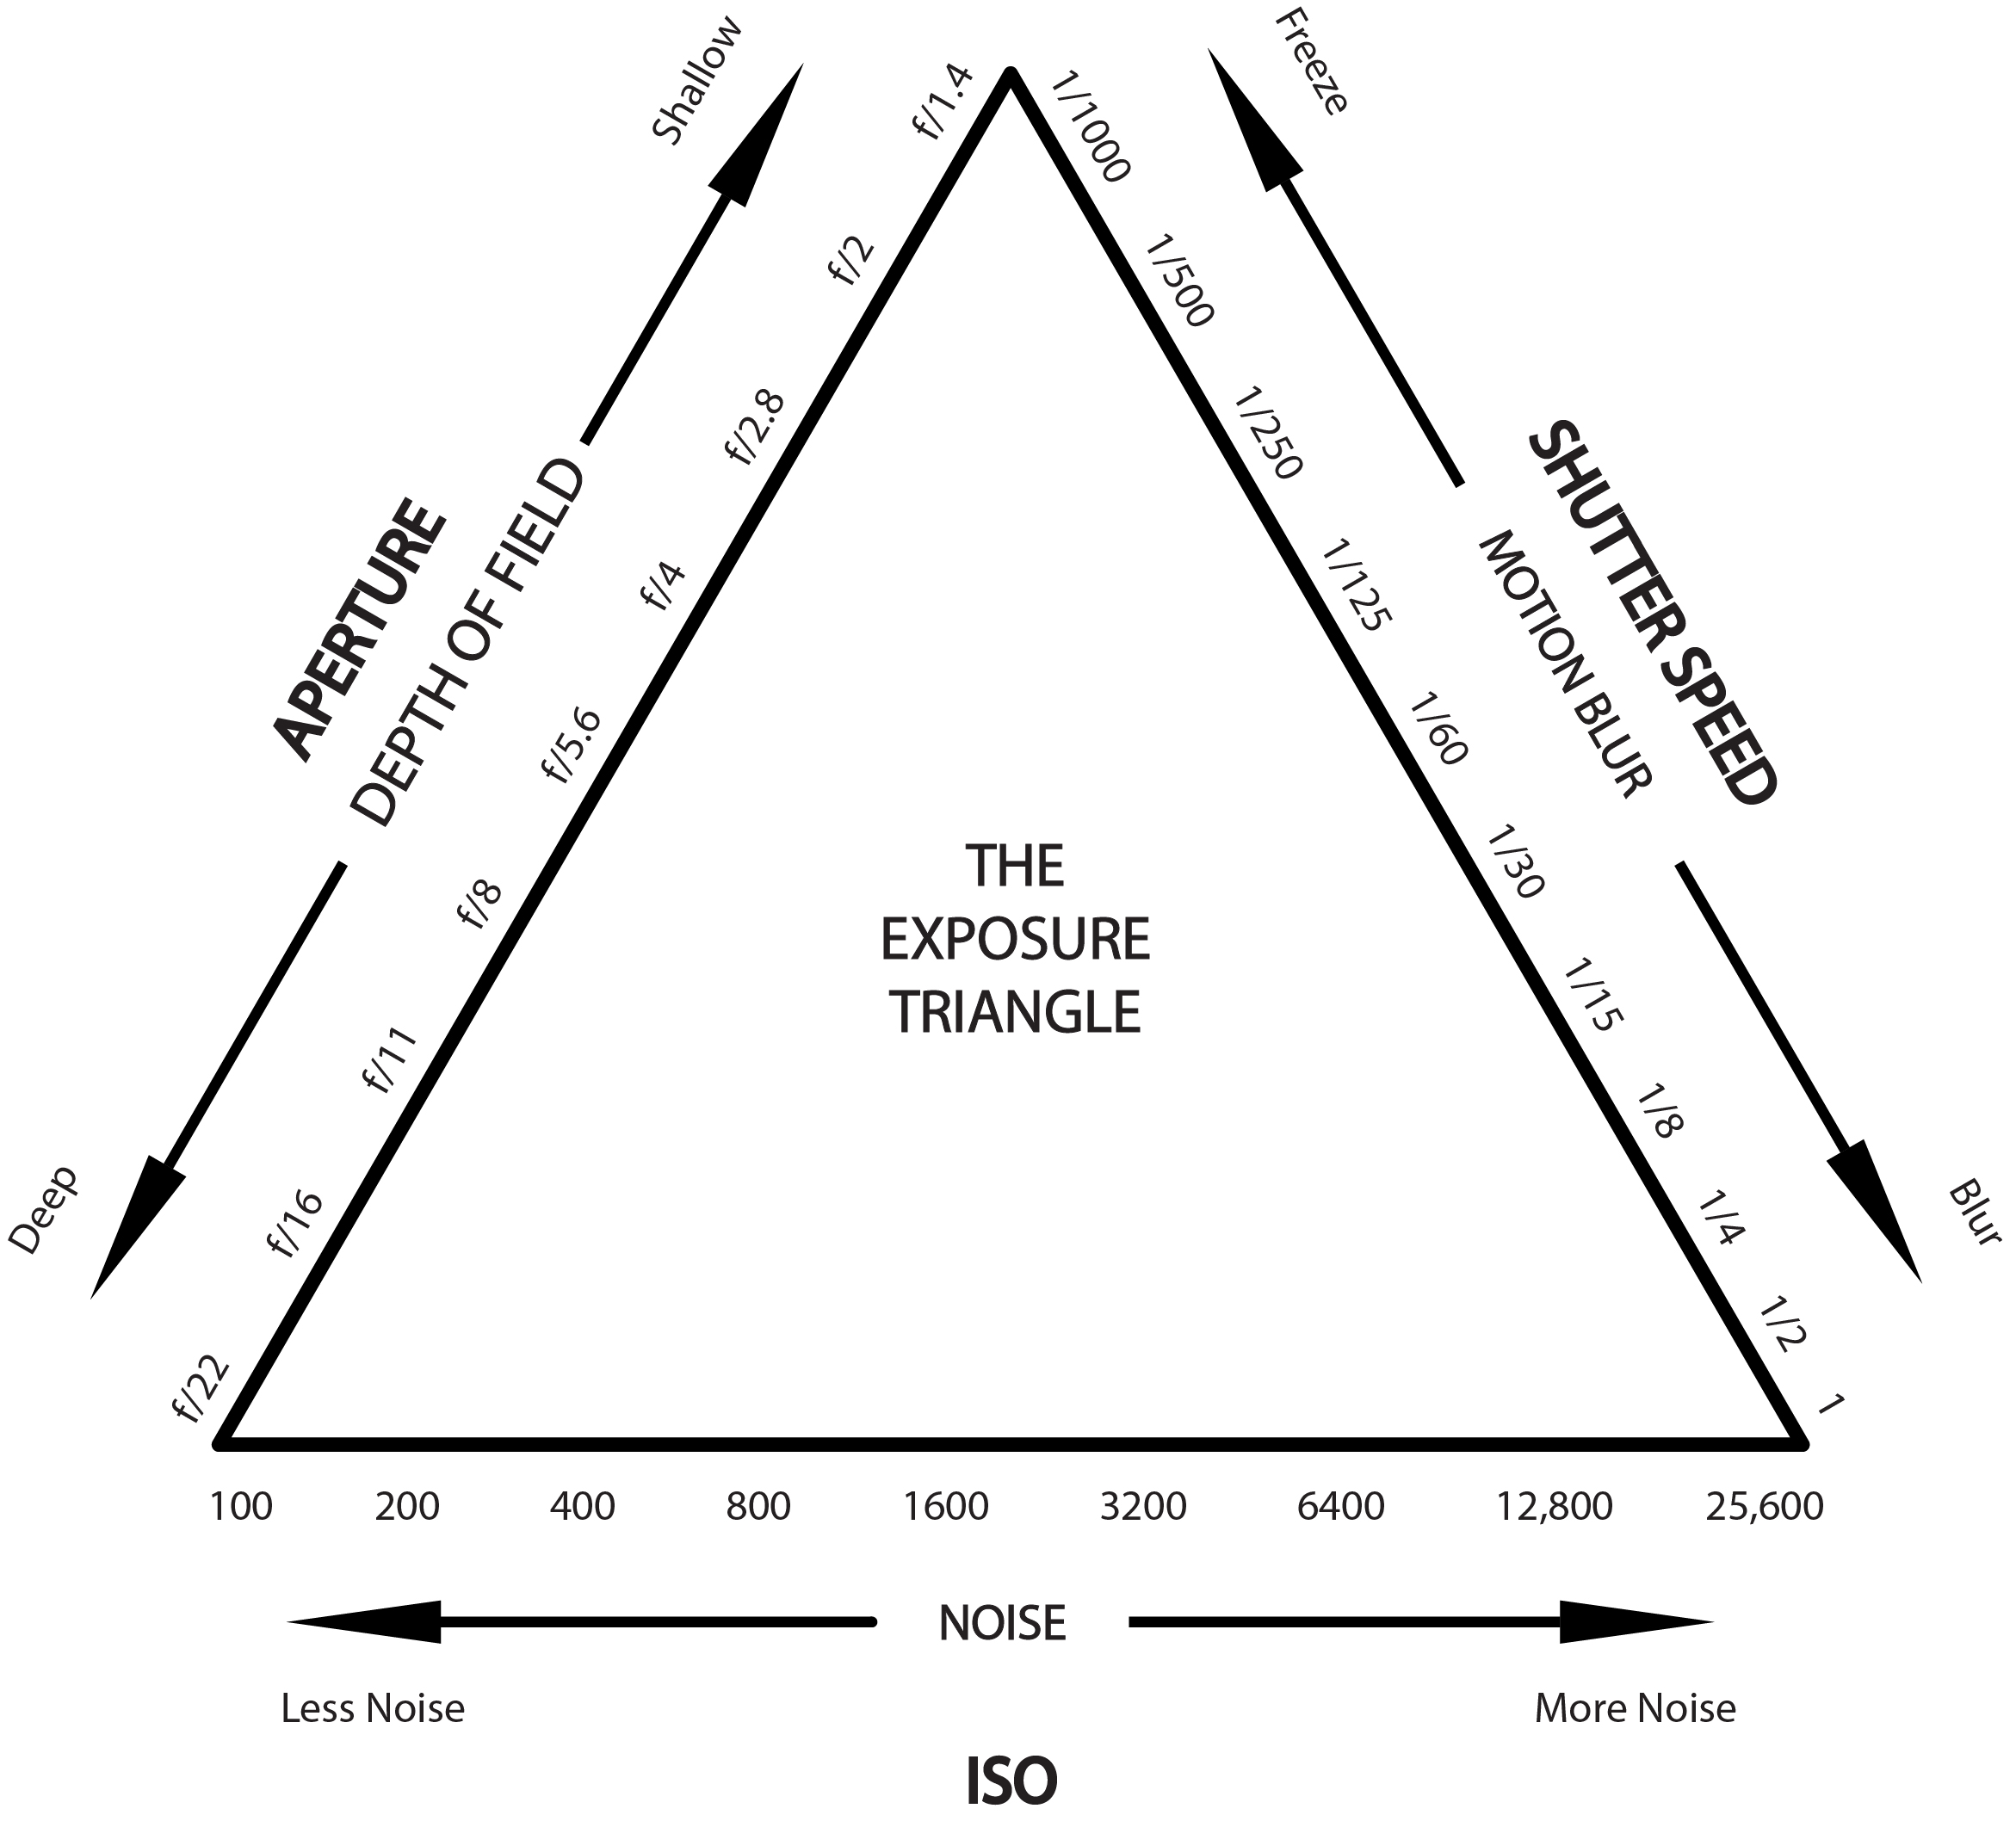 Shallow
APERTURE
DEPTH OF FIELD
Deep
f/1.4
f/2
f/2.8
f/4
f/5.6
f/8
f/11
f/16
f/22
Freeze
SHUTTER SPEED
MOTION BLUR
Blur
1/1000
1/500
1/250
1/125
1/60
1/30
1/15
1/8
1/4
1/2
1
THE
EXPOSURE
TRIANGLE
100 200 400 800 1600 3200 6400 12,800 25,600
NOISE
Less Noise More Noise
ISO